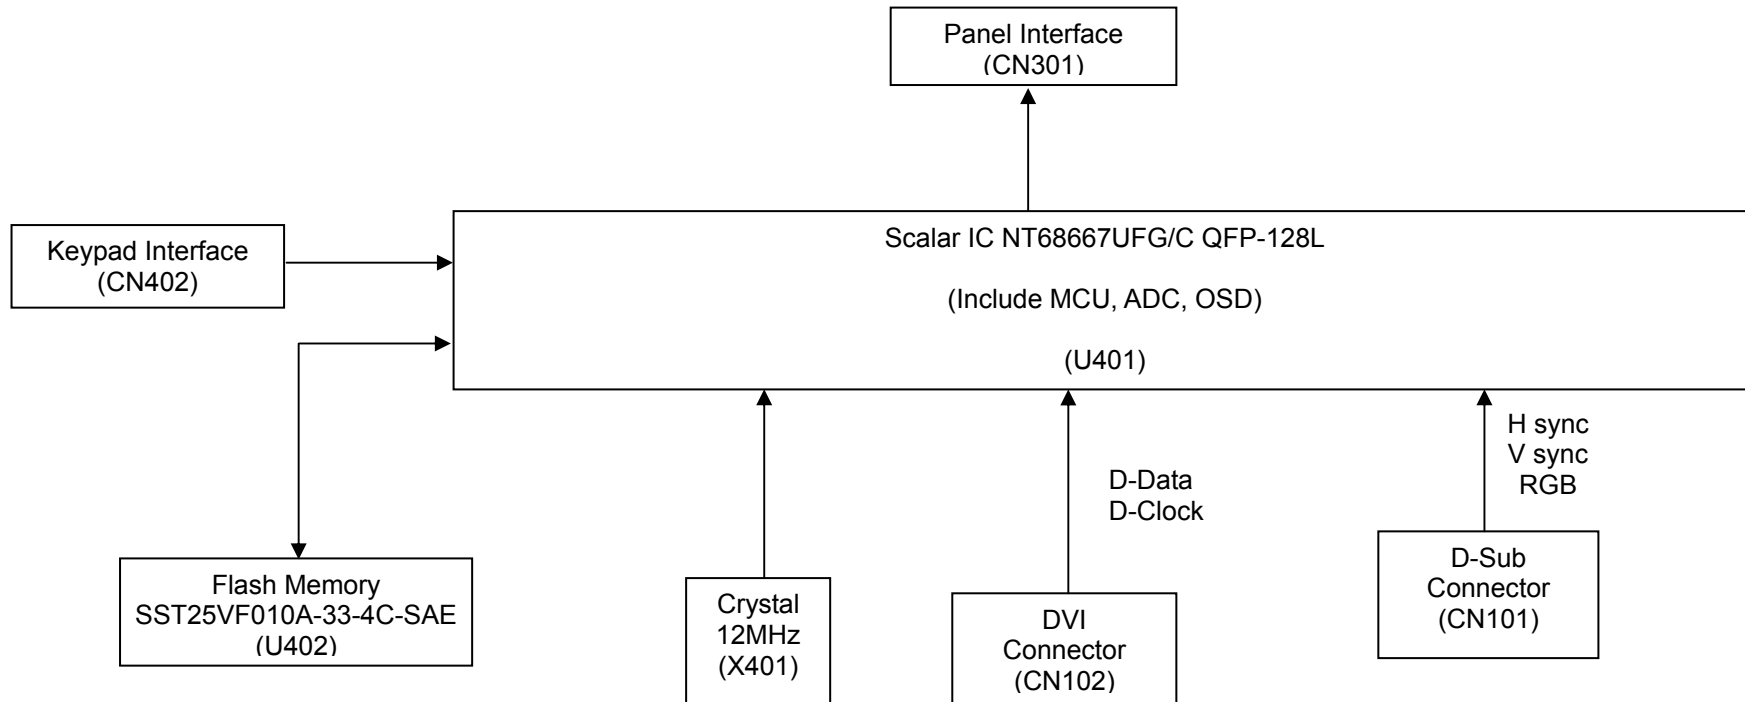 Panel Interface
(CN301)
Keypad Interface
(CN402)
Scalar IC NT68667UFG/C QFP-128L
(Include MCU, ADC, OSD)
(U401)
H sync
V sync
RGB
D-Data
D-Clock
Flash Memory
SST25VF010A-33-4C-SAE
(U402)
Crystal
12MHz
(X401)
DVI
Connector
(CN102)
D-Sub
Connector
(CN101)